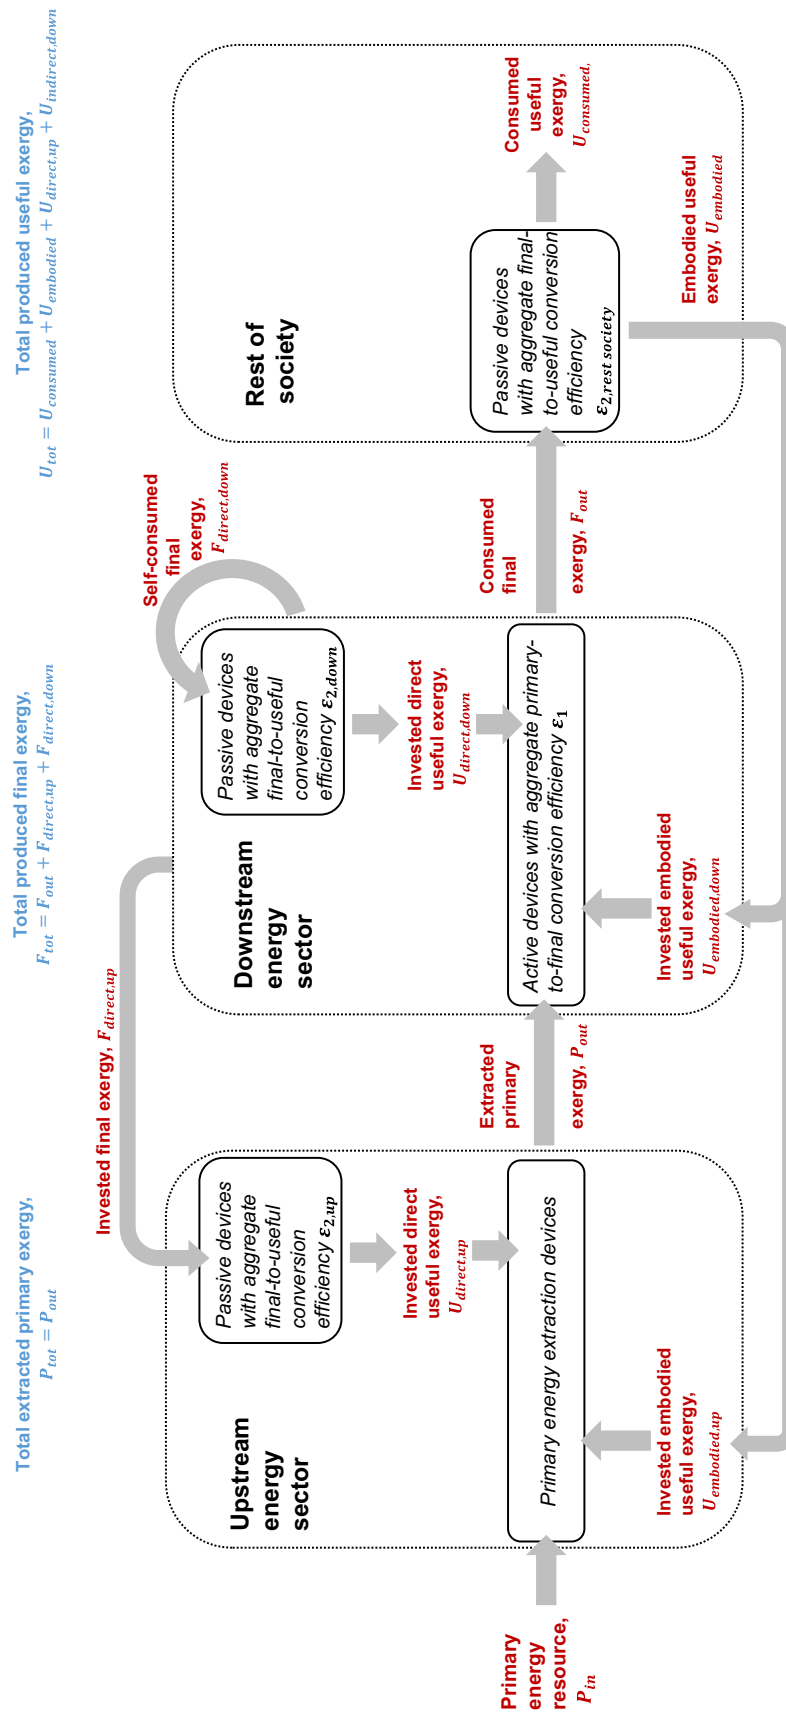 Total extracted primary exergy,
P_tot = P_out
Total produced final exergy,
F_tot = F_out + F_direct,up + F_direct,down
Total produced useful exergy,
U_tot = U_consumed + U_embodied + U_direct,up + U_indirect,down
Invested final exergy, F_direct,up
Self-consumed
final
exergy,
F_direct,down
Upstream
energy
sector
Passive devices
with aggregate
final-to-useful
conversion
efficiency ε_2,up
Invested direct
useful exergy,
U_direct,up
Primary energy extraction devices
Invested embodied
useful exergy,
U_embodied,up
Primary
energy
resource,
P_in
Extracted
primary
exergy, P_out
Downstream
energy
sector
Passive devices
with aggregate
final-to-useful
conversion
efficiency ε_2,down
Invested direct
useful exergy,
U_direct,down
Active devices with aggregate primary-
to-final conversion efficiency ε_1
Invested embodied
useful exergy,
U_embodied,down
Consumed
final
exergy, F_out
Rest of
society
Passive devices
with aggregate final-
to-useful conversion
efficiency
ε_2,rest society
Consumed
useful
exergy,
U_consumed,
Embodied useful
exergy, U_embodied